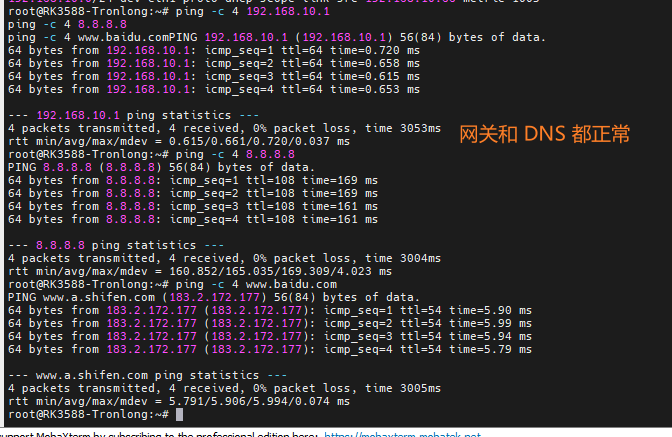 root@RK3588-Tronlong:~# ping -c 4 192.168.10.1
ping -c 4 8.8.8.8
ping -c 4 www.baidu.comPING 192.168.10.1 (192.168.10.1) 56(84) bytes of data.
64 bytes from 192.168.10.1: icmp_seq=1 ttl=64 time=0.720 ms
64 bytes from 192.168.10.1: icmp_seq=2 ttl=64 time=0.658 ms
64 bytes from 192.168.10.1: icmp_seq=3 ttl=64 time=0.615 ms
64 bytes from 192.168.10.1: icmp_seq=4 ttl=64 time=0.653 ms
--- 192.168.10.1 ping statistics ---
4 packets transmitted, 4 received, 0% packet loss, time 3053ms
网关和 DNS 都正常
rtt min/avg/max/mdev = 0.615/0.661/0.720/0.037 ms
root@RK3588-Tronlong:~# ping -c 4 8.8.8.8
PING 8.8.8.8 (8.8.8.8) 56(84) bytes of data.
64 bytes from 8.8.8.8: icmp_seq=1 ttl=108 time=169 ms
64 bytes from 8.8.8.8: icmp_seq=2 ttl=108 time=169 ms
64 bytes from 8.8.8.8: icmp_seq=3 ttl=108 time=161 ms
64 bytes from 8.8.8.8: icmp_seq=4 ttl=108 time=161 ms
--- 8.8.8.8 ping statistics ---
4 packets transmitted, 4 received, 0% packet loss, time 3004ms
rtt min/avg/max/mdev = 160.852/165.035/169.309/4.023 ms
root@RK3588-Tronlong:~# ping -c 4 www.baidu.com
PING www.a.shifen.com (183.2.172.177) 56(84) bytes of data.
64 bytes from 183.2.172.177 (183.2.172.177): icmp_seq=1 ttl=54 time=5.90 ms
64 bytes from 183.2.172.177 (183.2.172.177): icmp_seq=2 ttl=54 time=5.99 ms
64 bytes from 183.2.172.177 (183.2.172.177): icmp_seq=3 ttl=54 time=5.94 ms
64 bytes from 183.2.172.177 (183.2.172.177): icmp_seq=4 ttl=54 time=5.79 ms
--- www.a.shifen.com ping statistics ---
4 packets transmitted, 4 received, 0% packet loss, time 3005ms
rtt min/avg/max/mdev = 5.791/5.906/5.994/0.074 ms
root@RK3588-Tronlong:~#
support MobaXterm by subscribing to the professional edition here: https://mobaxterm.mobatek.net